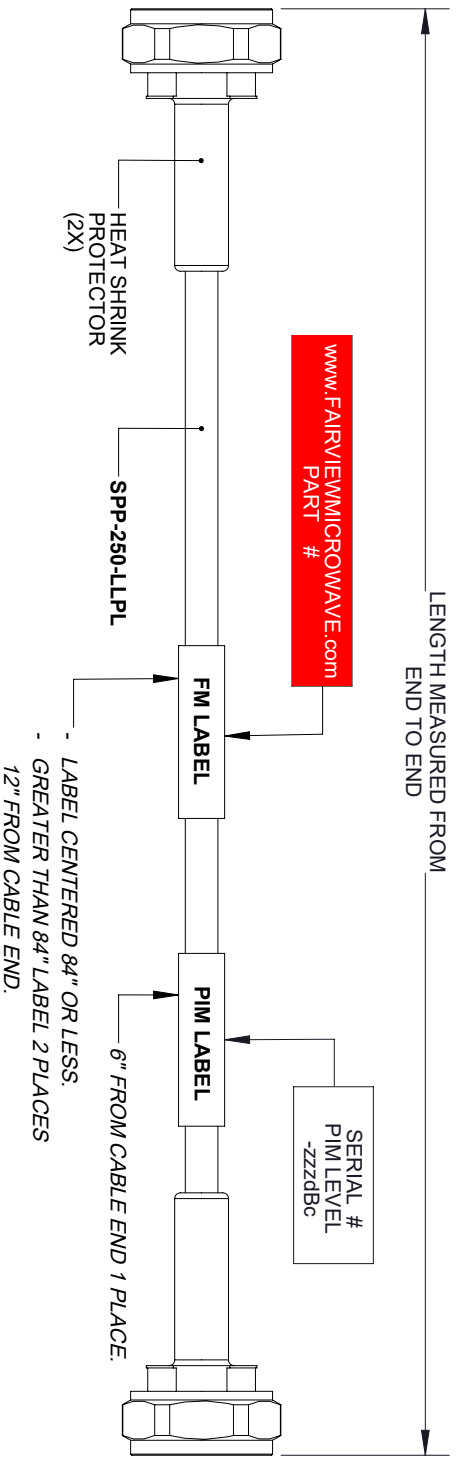 LENGTH MEASURED FROM
END TO END
www.FAIRVIEWMICROWAVE.com
PART #
SERIAL #
PIM LEVEL
-zzzdBc
FM LABEL
PIM LABEL
HEAT SHRINK
PROTECTOR
(2X)
SPP-250-LLPL
6" FROM CABLE END 1 PLACE.
- LABEL CENTERED 84" OR LESS.
- GREATER THAN 84" LABEL 2 PLACES
12" FROM CABLE END.